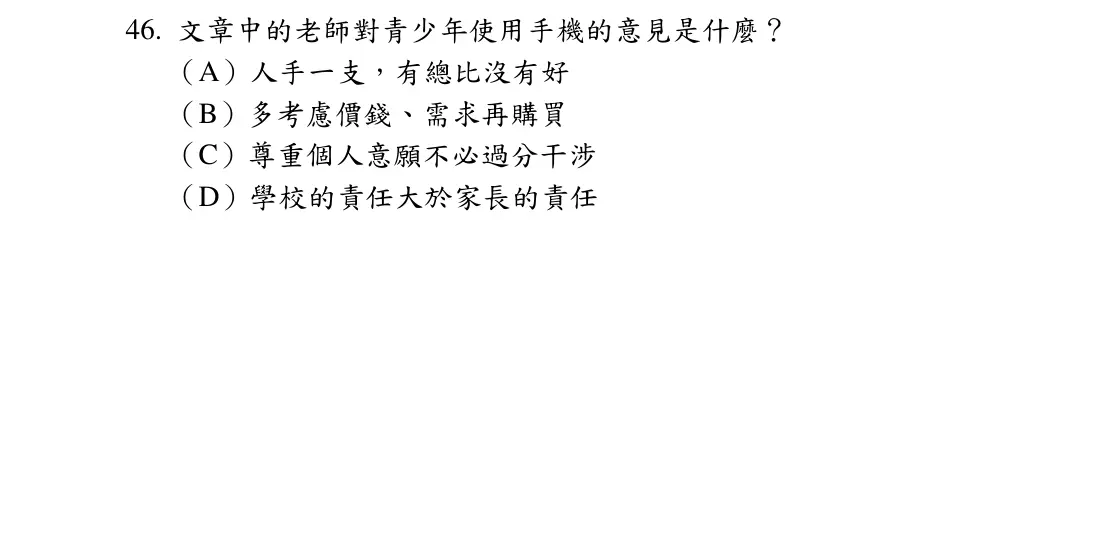 46. 文章中的老師對青少年使用手機的意見是什麼？
（A）人手一支，有總比沒有好
（B）多考慮價錢、需求再購買
（C）尊重個人意願不必過分干涉
（D）學校的責任大於家長的責任